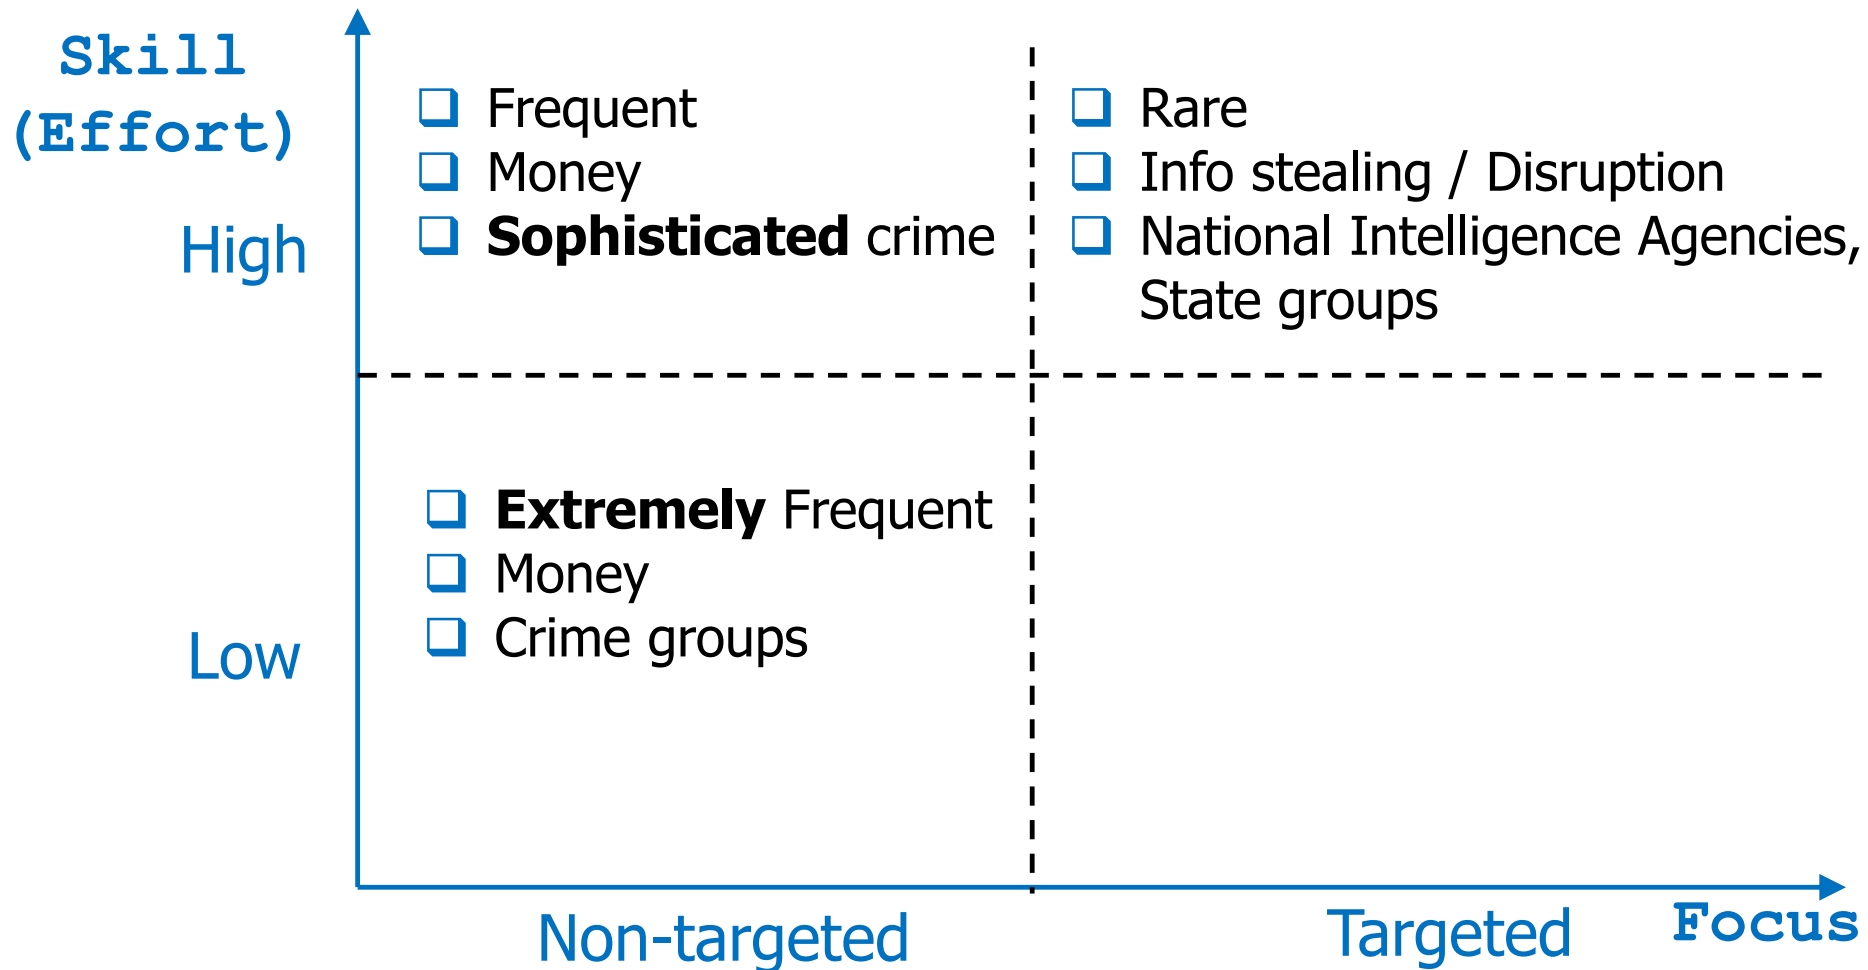 Skill
(Effort)
High
Low
Frequent
Money
Sophisticated crime
Rare
Info stealing / Disruption
National Intelligence Agencies,
State groups
Extremely Frequent
Money
Crime groups
Non-targeted
Targeted
Focus